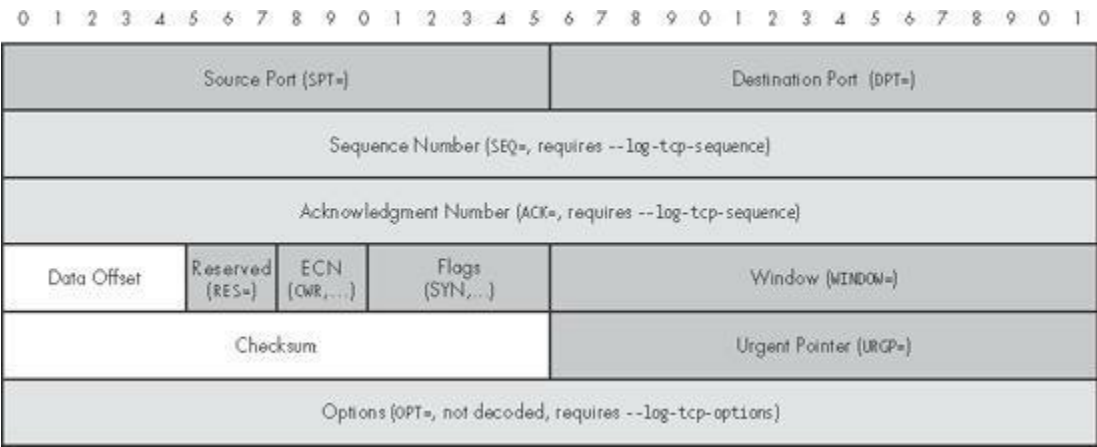 0 1 2 3 4 5 6 7 8 9 0 1 2 3 4 5 6 7 8 9 0 1 2 3 4 5 6 7 8 9 0 1
Source Port (SPT=) Destination Port (DPT=)
Sequence Number (SEQ=, requires --log-tcp-sequence)
Acknowledgment Number (ACK=, requires --log-tcp-sequence)
Data Offset Reserved (RES=) ECN (CWR,...) Flags (SYN,...) Window (WINDOW=)
Checksum Urgent Pointer (URGP=)
Options (OPT=, not decoded, requires --log-tcp-options)